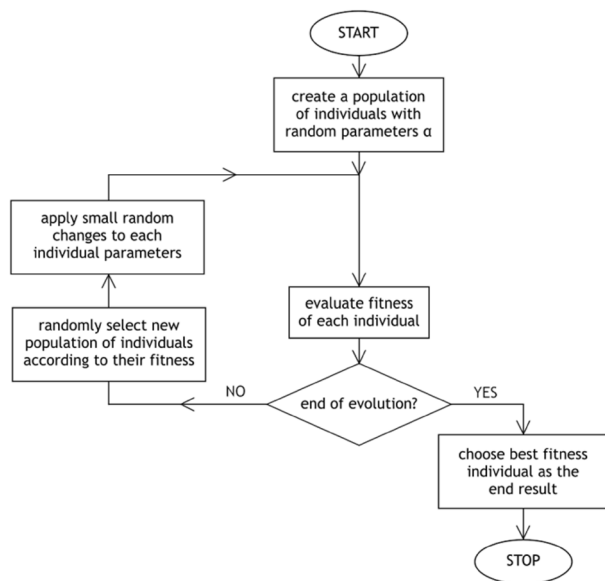 START
create a population
of individuals with
random parameters α
apply small random
changes to each
individual parameters
evaluate fitness
of each individual
randomly select new
population of individuals
according to their fitness
NO
end of evolution?
YES
choose best fitness
individual as the
end result
STOP